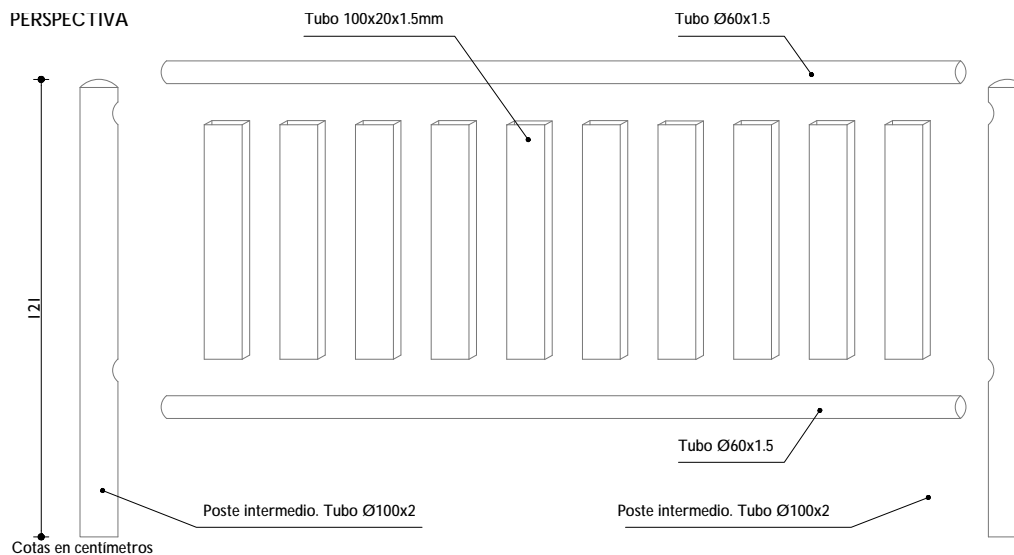 PERSPECTIVA
Tubo 100x20x1.5mm
Tubo Ø60x1.5
121
Tubo Ø60x1.5
Poste intermedio. Tubo Ø100x2
Poste intermedio. Tubo Ø100x2
Cotas en centímetros